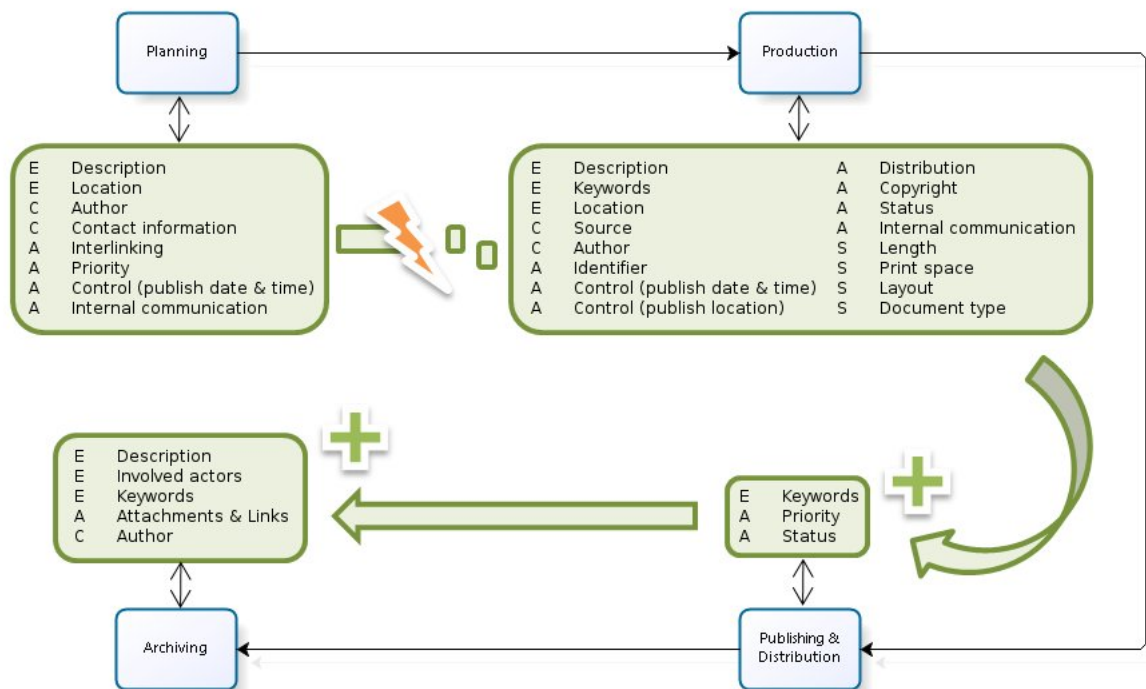 Planning
Production
E Description
E Location
C Author
C Contact information
A Interlinking
A Priority
A Control (publish date & time)
A Internal communication
E Description
E Keywords
E Location
C Source
C Author
A Identifier
A Control (publish date & time)
A Control (publish location)
A Distribution
A Copyright
A Status
A Internal communication
S Length
S Print space
S Layout
S Document type
E Description
E Involved actors
E Keywords
A Attachments & Links
C Author
E Keywords
A Priority
A Status
Archiving
Publishing &
Distribution